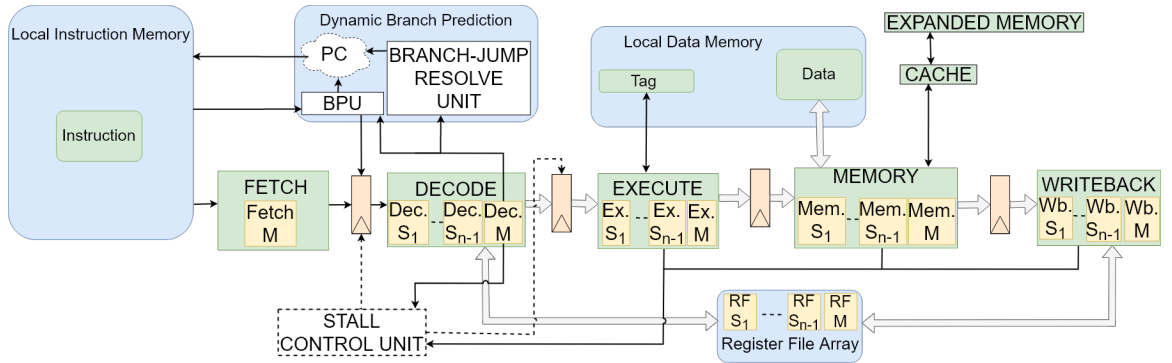 Local Instruction Memory
Instruction
Dynamic Branch Prediction
PC
BRANCH-JUMP
RESOLVE
UNIT
BPU
Local Data Memory
Tag
Data
EXPANDED MEMORY
CACHE
FETCH
Fetch
M
DECODE
Dec. Dec. Dec.
S1 Sn-1 M
EXECUTE
Ex. Ex. Ex.
S1 Sn-1 M
MEMORY
Mem. Mem. Mem.
S1 Sn-1 M
WRITEBACK
Wb. Wb. Wb.
S1 Sn-1 M
STALL
CONTROL UNIT
RF RF RF
S1 Sn-1 M
Register File Array